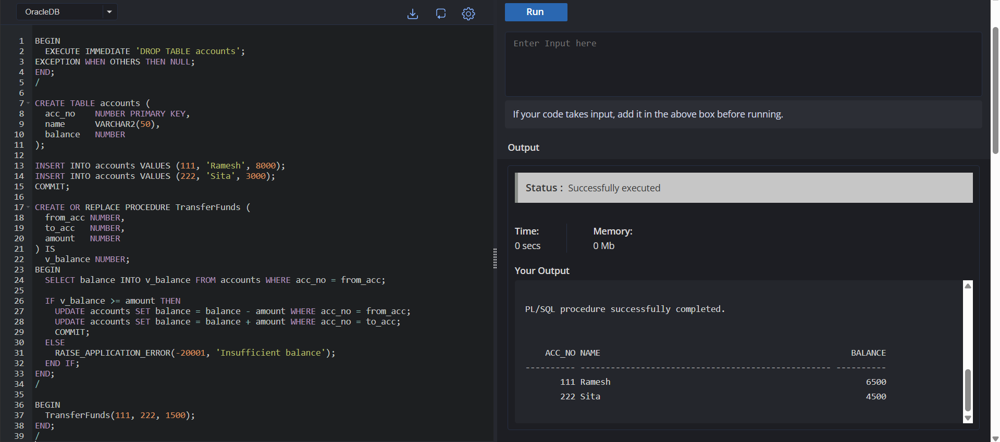 OracleDB
1 BEGIN
2   EXECUTE IMMEDIATE 'DROP TABLE accounts';
3 EXCEPTION WHEN OTHERS THEN NULL;
4 END;
5 /
6
7 CREATE TABLE accounts (
8   acc_no    NUMBER PRIMARY KEY,
9   name      VARCHAR2(50),
10   balance   NUMBER
11 );
12
13 INSERT INTO accounts VALUES (111, 'Ramesh', 8000);
14 INSERT INTO accounts VALUES (222, 'Sita', 3000);
15 COMMIT;
16
17 CREATE OR REPLACE PROCEDURE TransferFunds (
18   from_acc NUMBER,
19   to_acc   NUMBER,
20   amount   NUMBER
21 ) IS
22   v_balance NUMBER;
23 BEGIN
24   SELECT balance INTO v_balance FROM accounts WHERE acc_no = from_acc;
25
26   IF v_balance >= amount THEN
27     UPDATE accounts SET balance = balance - amount WHERE acc_no = from_acc;
28     UPDATE accounts SET balance = balance + amount WHERE acc_no = to_acc;
29     COMMIT;
30   ELSE
31     RAISE_APPLICATION_ERROR(-20001, 'Insufficient balance');
32   END IF;
33 END;
34 /
35
36 BEGIN
37   TransferFunds(111, 222, 1500);
38 END;
39 /
Run
Enter Input here
If your code takes input, add it in the above box before running.
Output
Status : Successfully executed
Time: Memory:
0 secs 0 Mb
Your Output
PL/SQL procedure successfully completed.
ACC_NO NAME BALANCE
---------- -------------------------------------------------- ----------
111 Ramesh 6500
222 Sita 4500